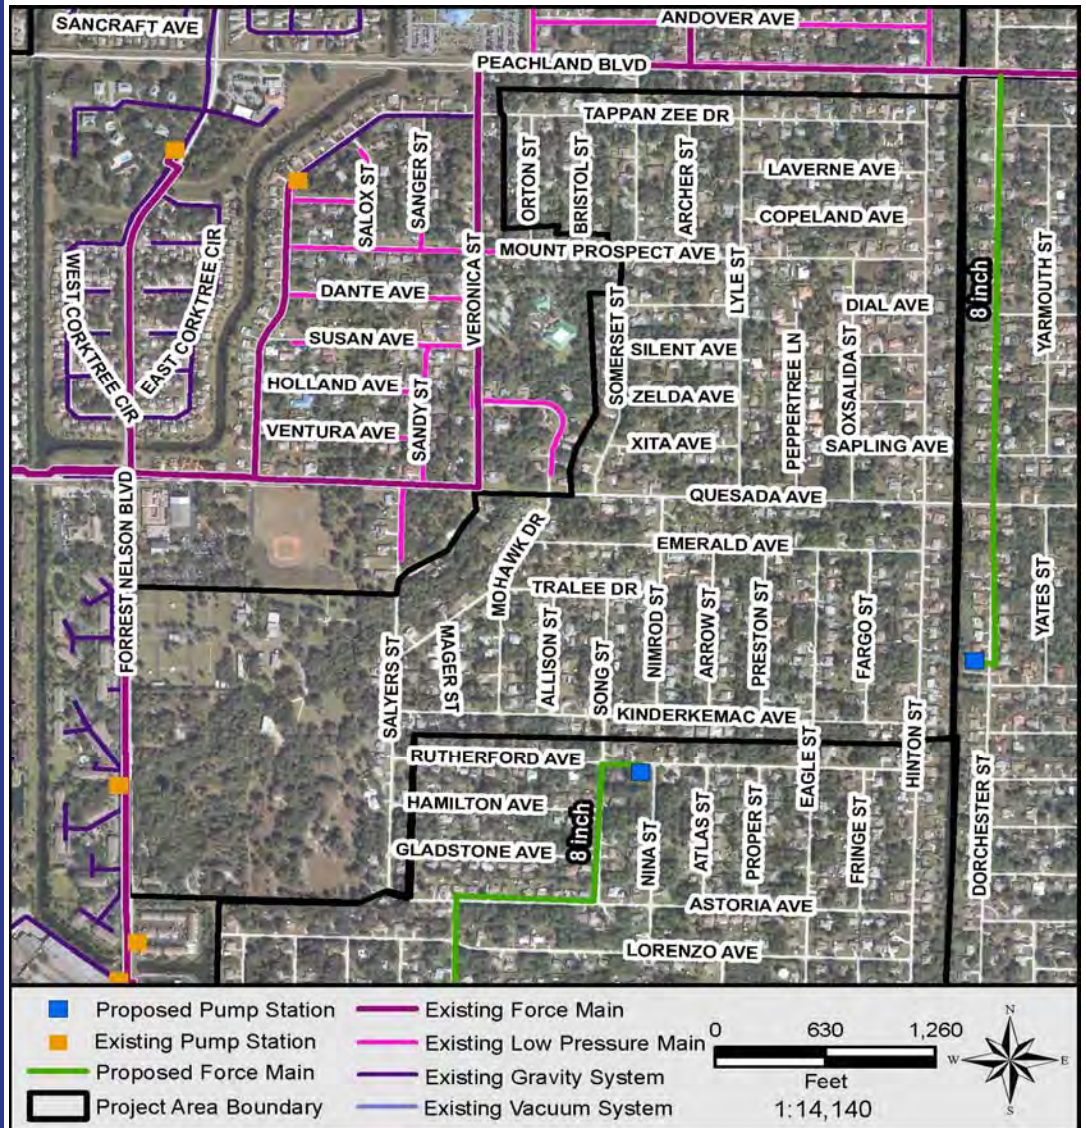 SANCRAFT AVE
ANDOVER AVE
PEACHLAND BLVD
TAPPAN ZEE DR
ORTON ST
BRISTOL ST
ARCHER ST
LAVERNE AVE
COPELAND AVE
SALOX ST
SANGER ST
VERONICA ST
MOUNT PROSPECT AVE
LYLE ST
YARMOUTH ST
8 inch
WEST CORKTREE CIR
EAST CORKTREE CIR
DANTE AVE
SUSAN AVE
HOLLAND AVE
VENTURA AVE
SANDY ST
SOMERSET ST
DIAL AVE
SILENT AVE
ZELDA AVE
XITA AVE
PEPPERTREE LN
OXSALIDA ST
SAPLING AVE
QUESADA AVE
FORREST NELSON BLVD
MOHAWK DR
EMERALD AVE
TRALEE DR
SALYERS ST
MAGER ST
ALLISON ST
SONG ST
NIMROD ST
ARROW ST
PRESTON ST
FARGO ST
YATES ST
KINDERKEMAC AVE
RUTHERFORD AVE
HAMILTON AVE
GLADSTONE AVE
8 inch
NINA ST
ATLAS ST
PROPER ST
EAGLE ST
FRINGE ST
HINTON ST
DORCHESTER ST
ASTORIA AVE
LORENZO AVE
Proposed Pump Station
Existing Pump Station
Proposed Force Main
Project Area Boundary
Existing Force Main
Existing Low Pressure Main
Existing Gravity System
Existing Vacuum System
0 630 1,260
Feet
1:14,140
N
W E
S